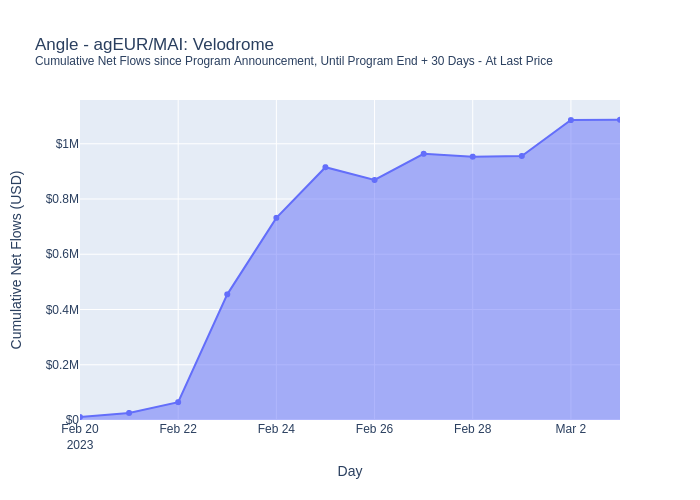 Angle - agEUR/MAI: Velodrome
Cumulative Net Flows since Program Announcement, Until Program End + 30 Days - At Last Price
Cumulative Net Flows (USD)
$1M
$0.8M
$0.6M
$0.4M
$0.2M
$0
Feb 20 Feb 22 Feb 24 Feb 26 Feb 28 Mar 2
2023
Day